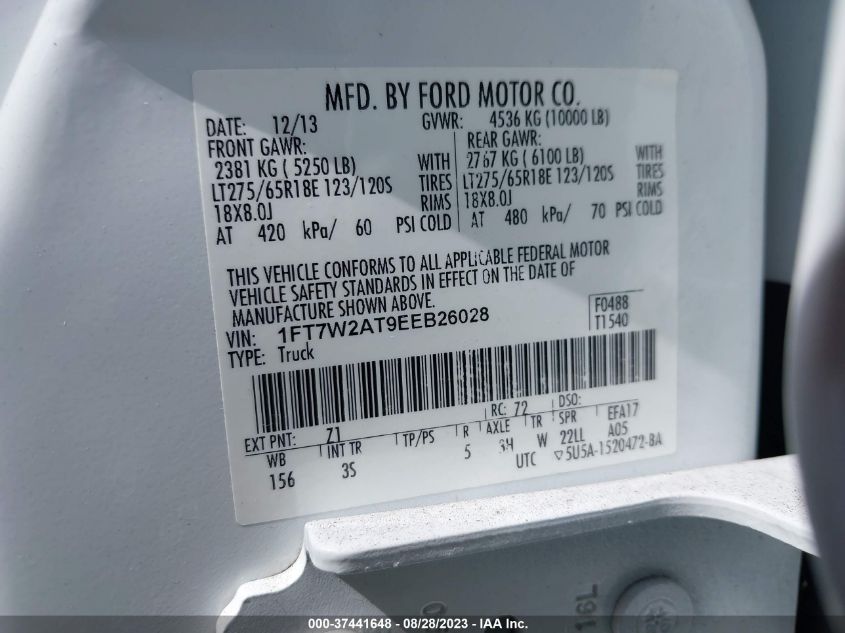 MFD. BY FORD MOTOR CO.
DATE: 12/13 GVWR: 4536 KG (10000 LB)
FRONT GAWR: REAR GAWR:
2381 KG ( 5250 LB) WITH 2767 KG ( 6100 LB) WITH
LT275/65R18E 123/120S TIRES LT275/65R18E 123/120S TIRES
18X8.0J RIMS 18X8.0J RIMS
AT 420 kPa/ 60 PSI COLD AT 480 kPa/ 70 PSI COLD
THIS VEHICLE CONFORMS TO ALL APPLICABLE FEDERAL MOTOR
VEHICLE SAFETY STANDARDS IN EFFECT ON THE DATE OF
MANUFACTURE SHOWN ABOVE.
VIN: 1FT7W2AT9EEB26028 F0488
TYPE: Truck T1540
EXT PNT: Z1 RC: 72 DSO:
WB INT TR TP/PS R AXLE TR SPR EFA17
156 3S 5 34 W 22LL A05
UTC ▽5U5A-1520472-BA
16L
000-37441648 - 08/28/2023 - IAA Inc.